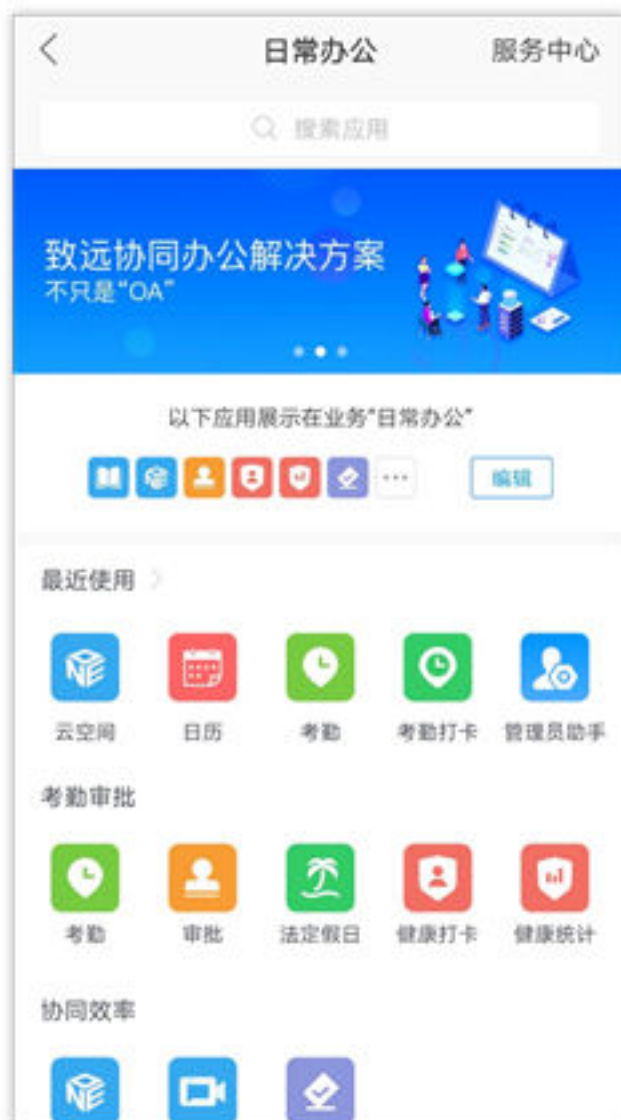 日常办公
服务中心
搜索应用
致远协同办公解决方案
不只是“OA”
以下应用展示在业务“日常办公”
编辑
最近使用
NE
云空间
日历
考勤
考勤打卡
管理员助手
考勤审批
考勤
审批
法定假日
健康打卡
健康统计
协同效率
NE